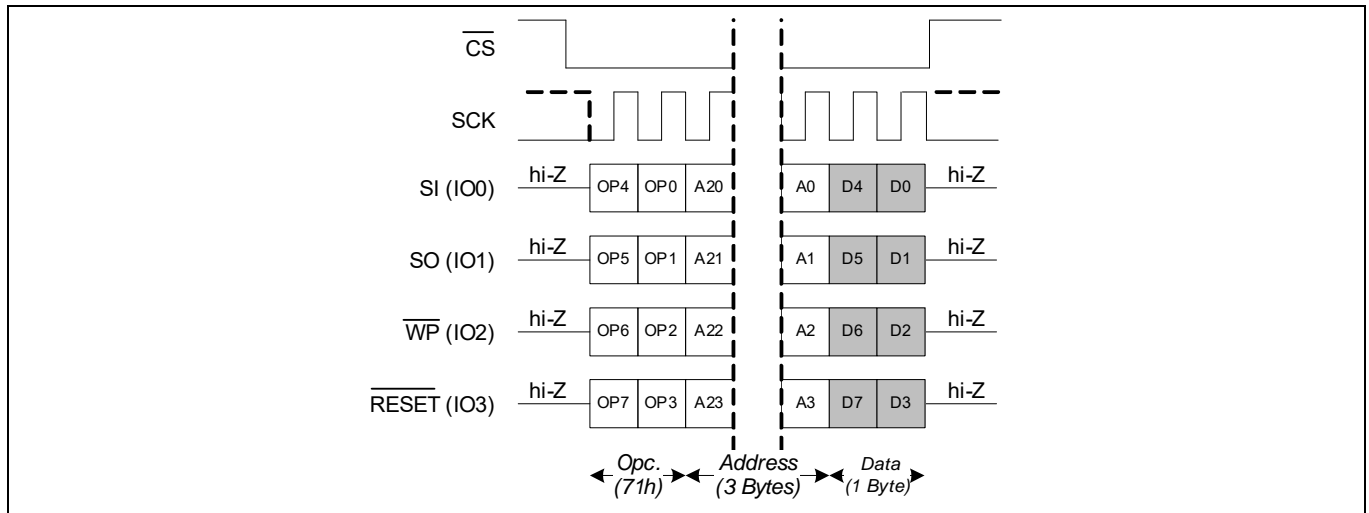 CS
SCK
SI (IO0) hi-Z OP4 OP0 A20 A0 D4 D0 hi-Z
SO (IO1) hi-Z OP5 OP1 A21 A1 D5 D1 hi-Z
WP (IO2) hi-Z OP6 OP2 A22 A2 D6 D2 hi-Z
RESET (IO3) hi-Z OP7 OP3 A23 A3 D7 D3 hi-Z
Opc. Address Data
(71h) (3 Bytes) (1 Byte)